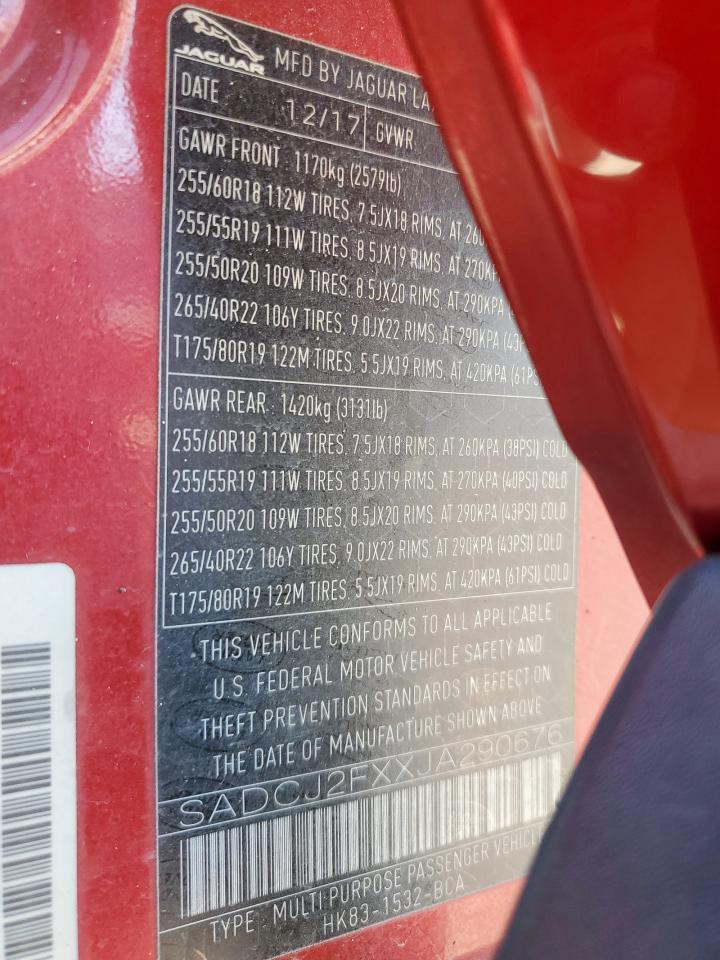 JAGUAR MFD BY JAGUAR
DATE : 12/17 GVWR
GAWR FRONT : 1170kg (2579lb)
255/60R18 112W TIRES, 7.5JX18 RIMS, AT
255/55R19 111W TIRES, 8.5JX19 RIMS, AT 270KP
255/50R20 109W TIRES, 8.5JX20 RIMS, AT 290KPA
265/40R22 106Y TIRES, 9.0JX22 RIMS, AT 290KPA (43P
T175/80R19 122M TIRES, 5.5JX19 RIMS, AT 420KPA (61PS
GAWR REAR : 1420kg (3131lb)
255/60R18 112W TIRES, 7.5JX18 RIMS, AT 260KPA (38PSI) COLD
255/55R19 111W TIRES, 8.5JX19 RIMS, AT 270KPA (40PSI) COLD
255/50R20 109W TIRES, 8.5JX20 RIMS, AT 290KPA (43PSI) COLD
265/40R22 106Y TIRES, 9.0JX22 RIMS, AT 290KPA (43PSI) COLD
T175/80R19 122M TIRES, 5.5JX19 RIMS, AT 420KPA (61PSI) COLD
THIS VEHICLE CONFORMS TO ALL APPLICABLE
U.S. FEDERAL MOTOR VEHICLE SAFETY AND
THEFT PREVENTION STANDARDS IN EFFECT ON
THE DATE OF MANUFACTURE SHOWN ABOVE
SADCJ2FXXJA290676
TYPE : MULTI PURPOSE PASSENGER VEHICLE
HK83-1532-BCA